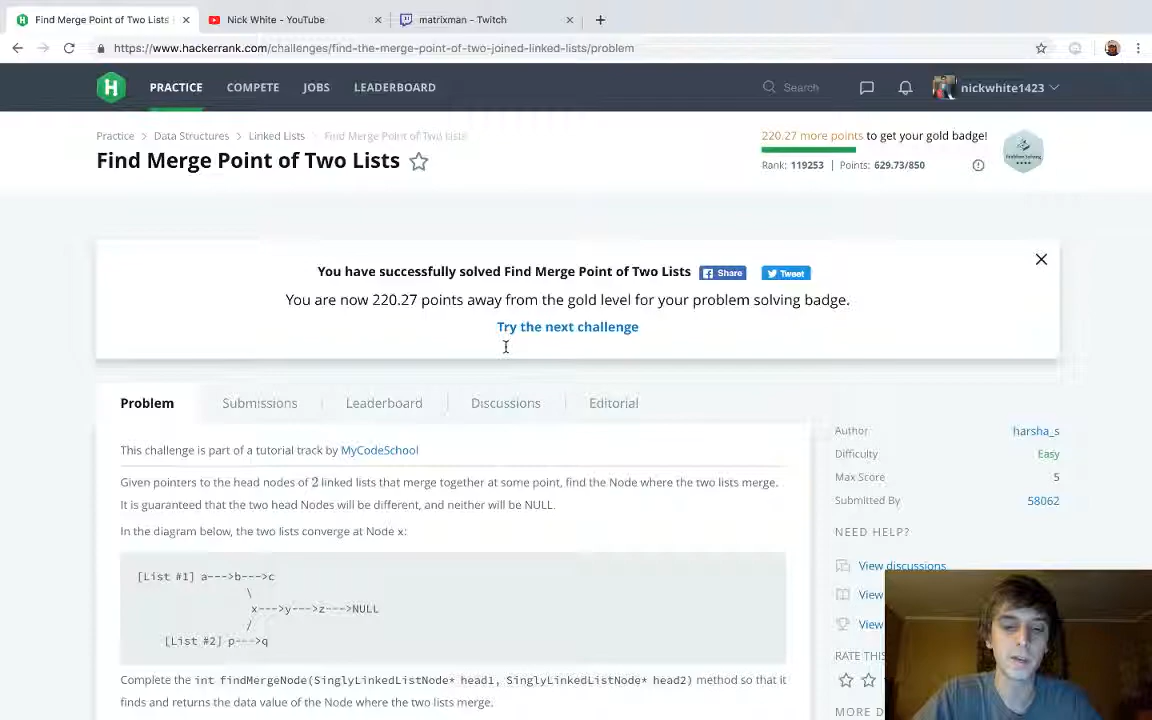 Find Merge Point of Two Lists
Nick White - YouTube
matrixman - Twitch
https://www.hackerrank.com/challenges/find-the-merge-point-of-two-joined-linked-lists/problem
PRACTICE COMPETE JOBS LEADERBOARD Search nickwhite1423
Practice > Data Structures > Linked Lists > Find Merge Point of Two Lists
220.27 more points to get your gold badge!
Find Merge Point of Two Lists
Rank: 119253 | Points: 629.73/850
You have successfully solved Find Merge Point of Two Lists Share Tweet
You are now 220.27 points away from the gold level for your problem solving badge.
Try the next challenge
Problem Submissions Leaderboard Discussions Editorial
This challenge is part of a tutorial track by MyCodeSchool
Given pointers to the head nodes of 2 linked lists that merge together at some point, find the Node where the two lists merge.
It is guaranteed that the two head Nodes will be different, and neither will be NULL.
In the diagram below, the two lists converge at Node x:
[List #1] a--->b--->c
\
x--->y--->z--->NULL
/
[List #2] p--->q
Complete the int findMergeNode(SinglyLinkedListNode* head1, SinglyLinkedListNode* head2) method so that it
finds and returns the data value of the Node where the two lists merge.
Author harsha_s
Difficulty Easy
Max Score 5
Submitted By 58062
NEED HELP?
View discussions
View
View
RATE THIS
MORE D